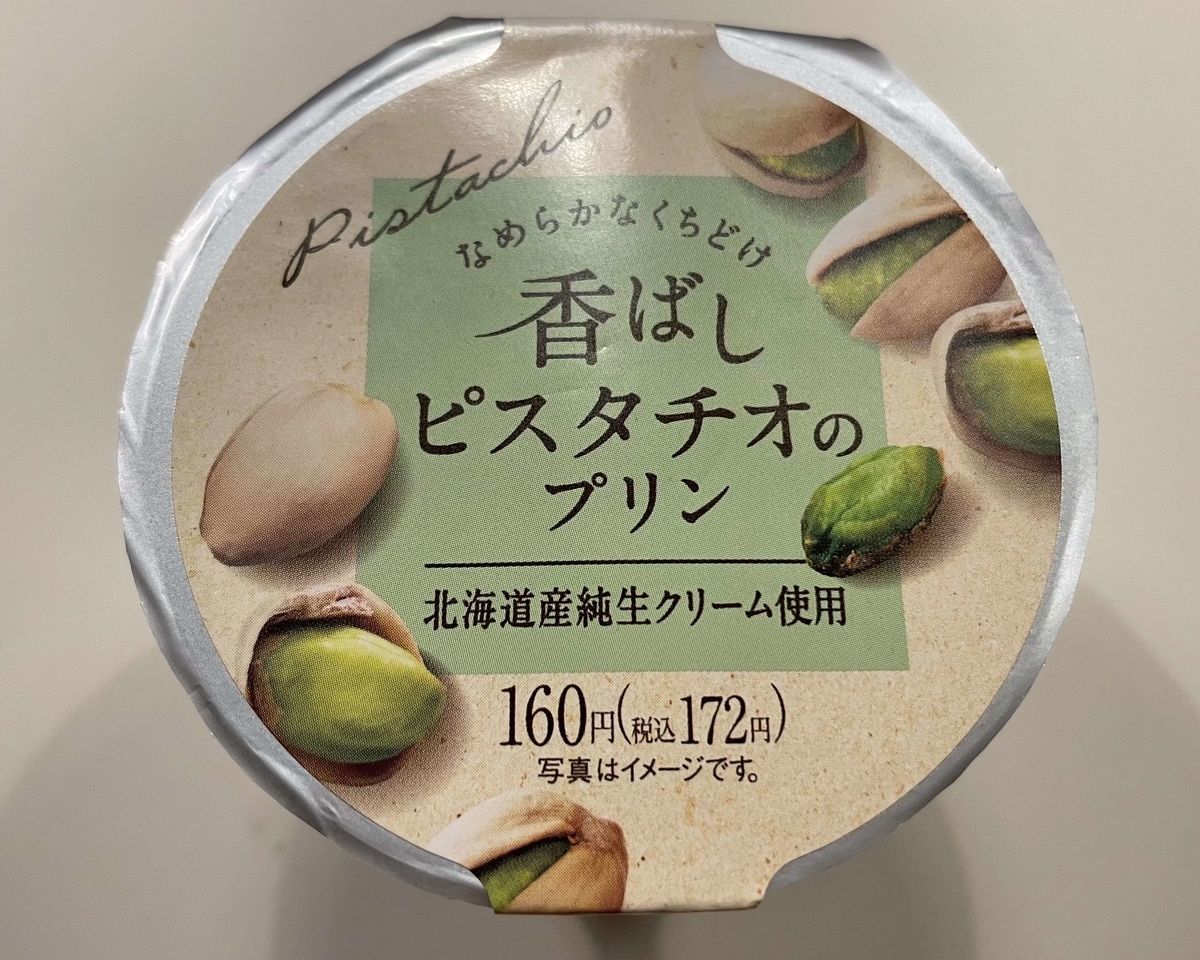 Pistachio
なめらかなくちどけ
香ばし
ピスタチオの
プリン
北海道産純生クリーム使用
160円(税込172円)
写真はイメージです。